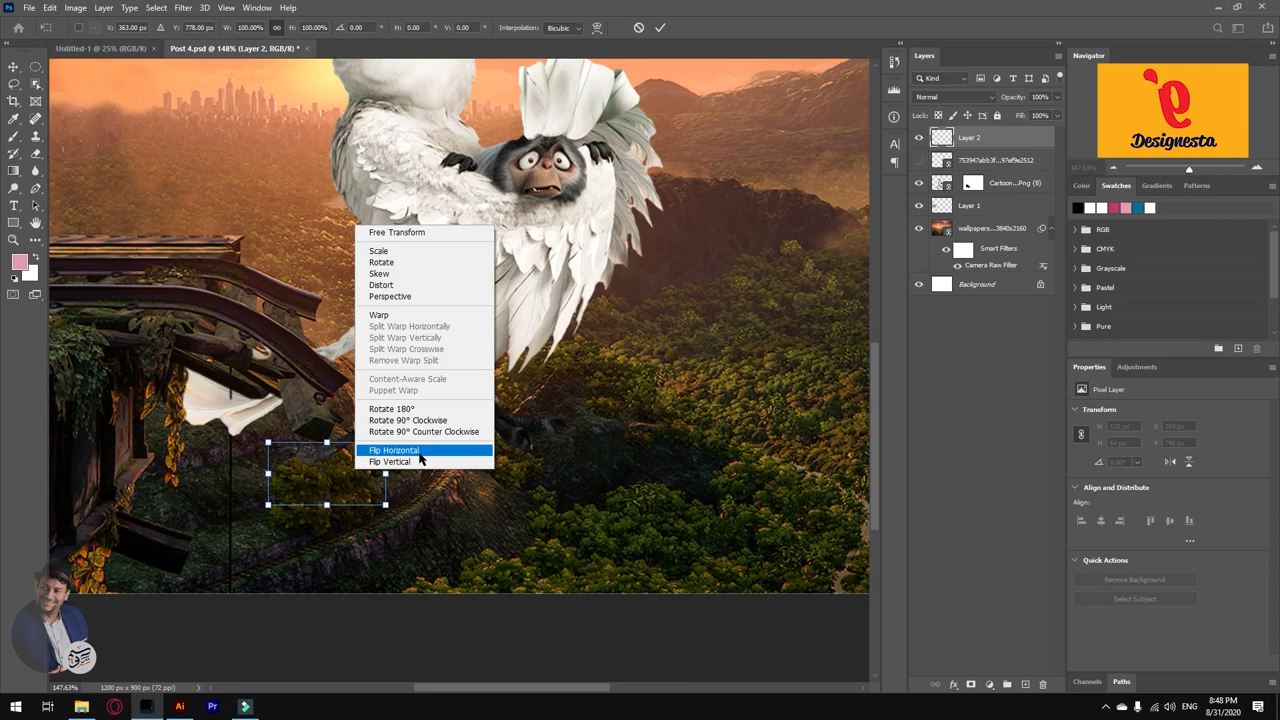 Ps File Edit Image Layer Type Select Filter 3D View Window Help
X: 363.00 px Y: 778.00 px W: 100.00% H: 100.00% 0.00 ° H: 0.00 ° V: 0.00 ° Interpolation: Bicubic
Untitled-1 @ 25% (RGB/8) ×
Post 4.psd @ 148% (Layer 2, RGB/8) * ×
Free Transform
Scale
Rotate
Skew
Distort
Perspective
Warp
Split Warp Horizontally
Split Warp Vertically
Split Warp Crosswise
Remove Warp Split
Content-Aware Scale
Puppet Warp
Rotate 180°
Rotate 90° Clockwise
Rotate 90° Counter Clockwise
Flip Horizontal
Flip Vertical
Layers
Kind
Normal Opacity: 100%
Lock: Fill: 100%
Layer 2
753947abb3f...97ef9e2512
Cartoon...Png (8)
Layer 1
wallpapers...3840x2160
Smart Filters
Camera Raw Filter
Background
Navigator
Designesta
147.63%
Color Swatches Gradients Patterns
RGB
CMYK
Grayscale
Pastel
Light
Pure
Properties Adjustments
Pixel Layer
Transform
W 120 px X 303 px
H 64 px Y 746 px
0.00°
Align and Distribute
Align:
Quick Actions
Remove Background
Select Subject
Channels Paths
147.63% 1200 px x 900 px (72 ppi)
Ai Pr
ENG
8:48 PM
8/31/2020